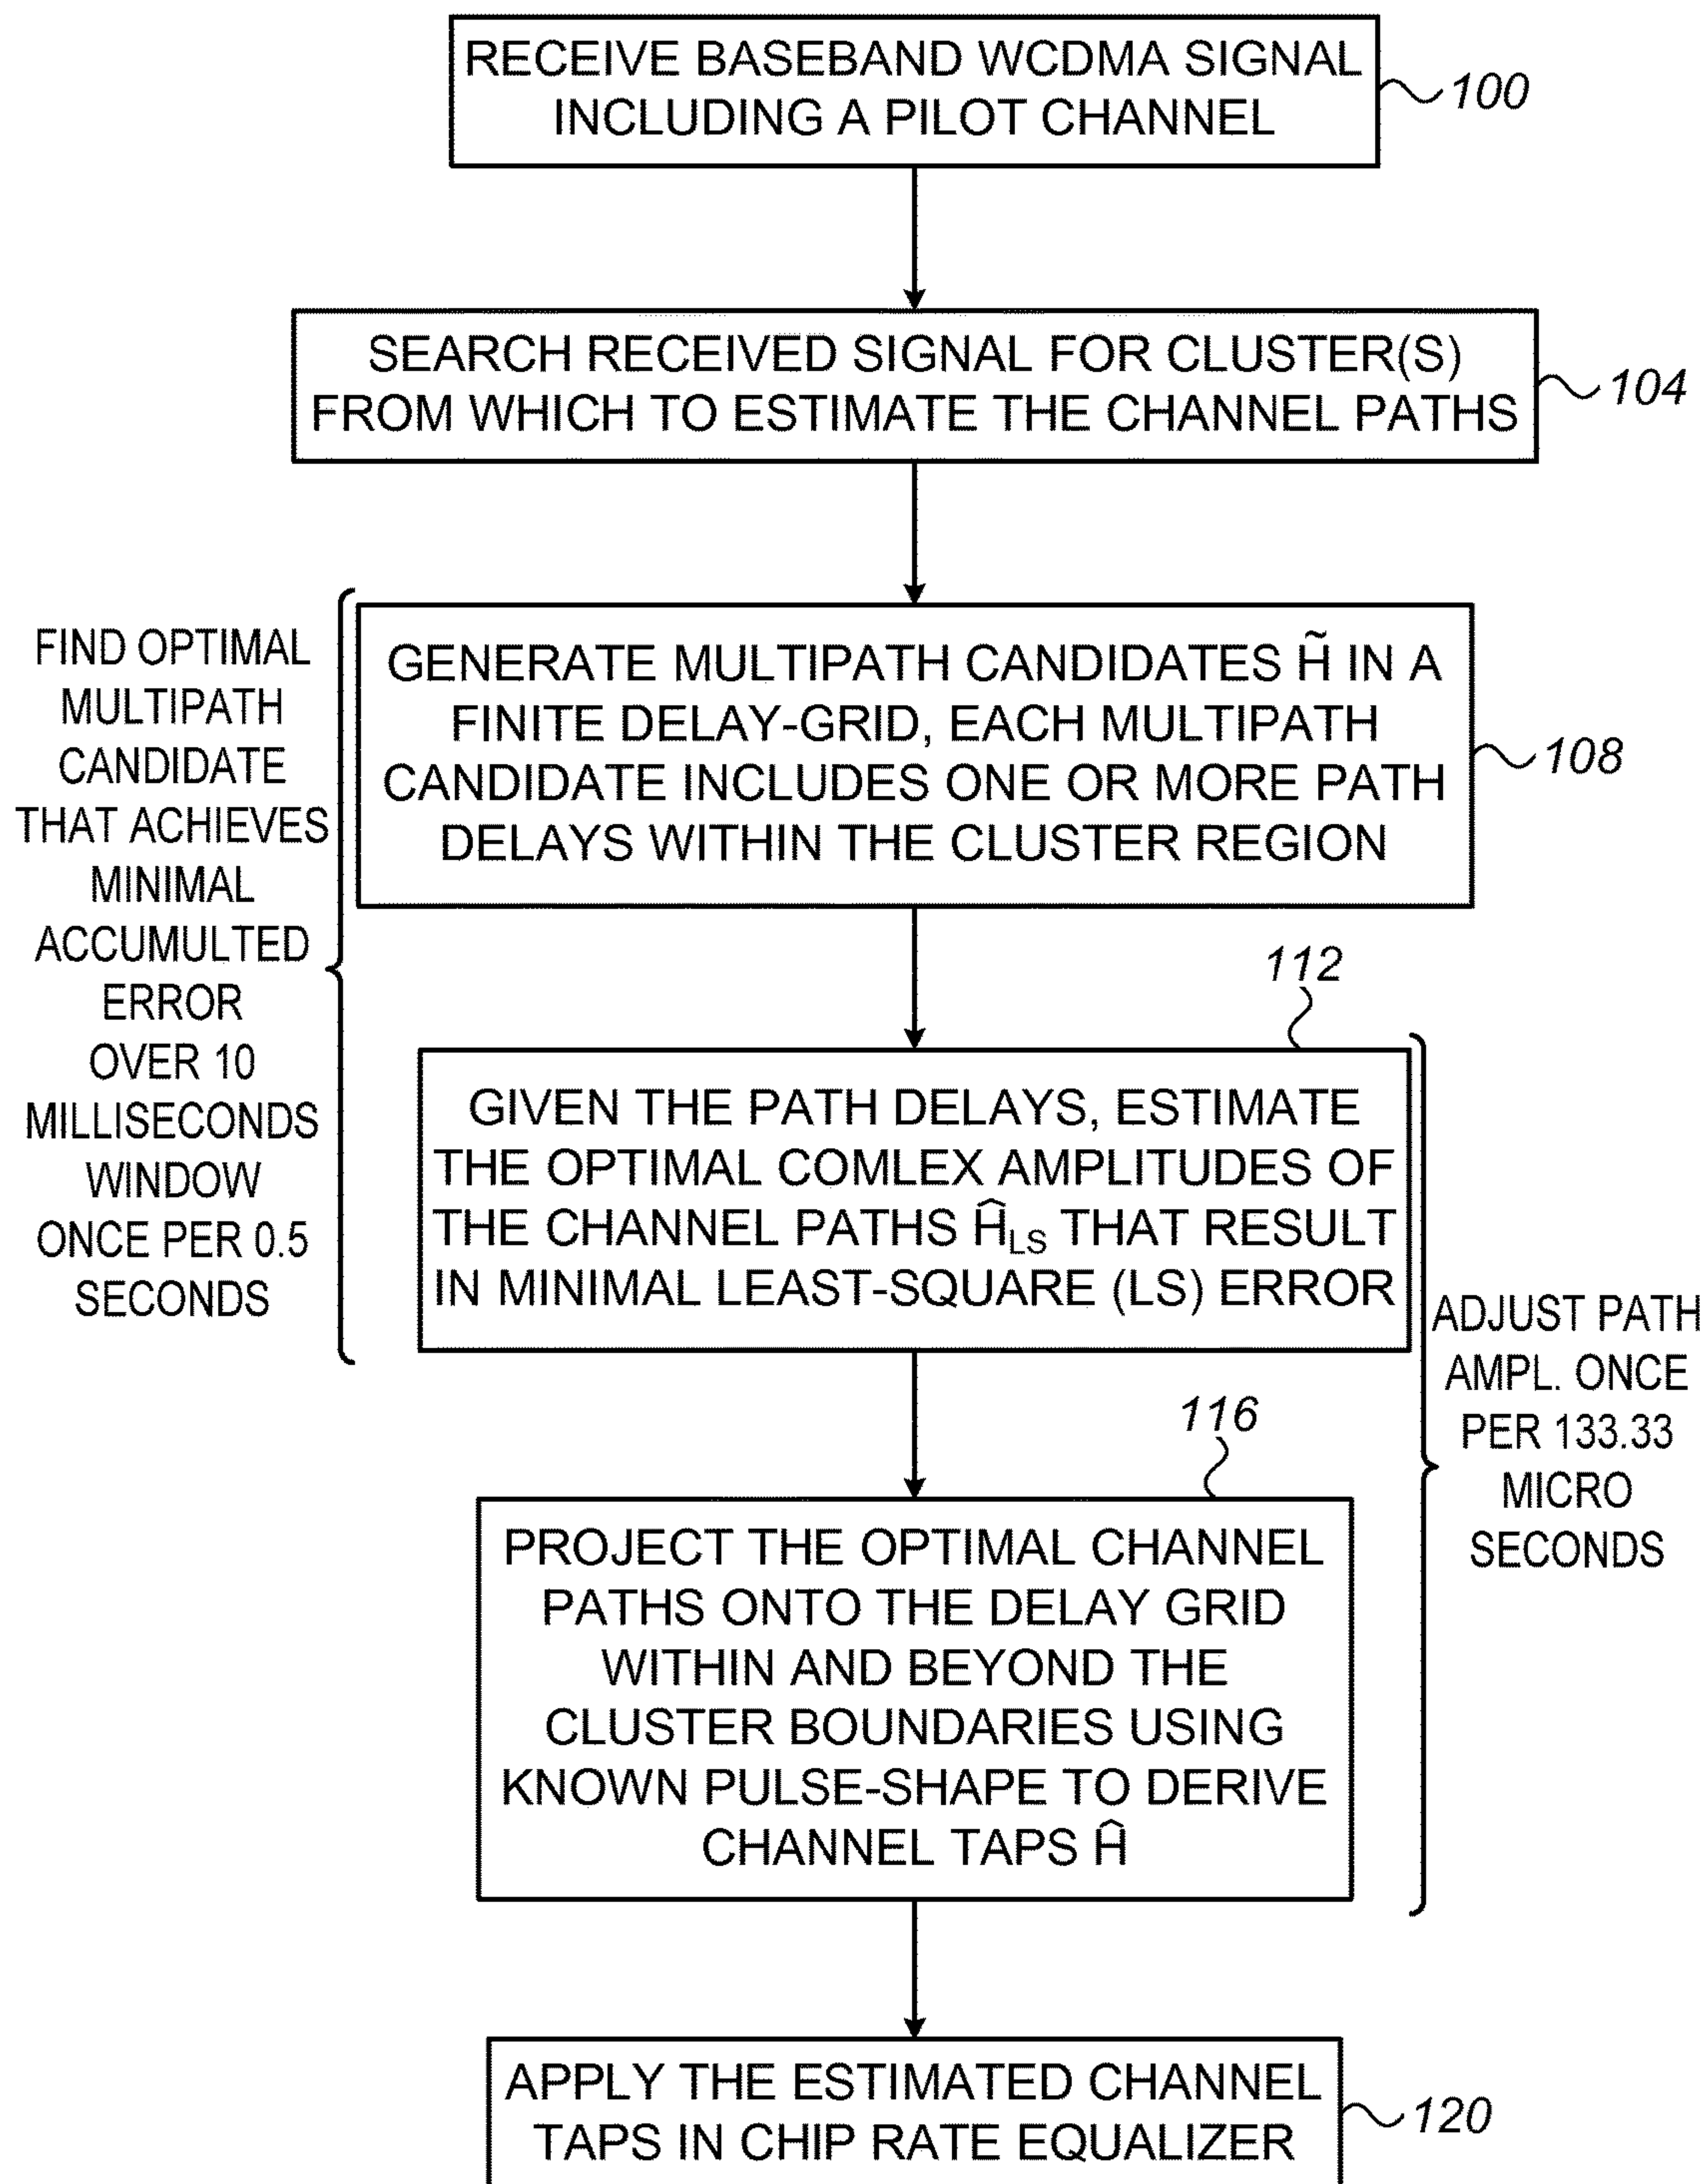 RECEIVE BASEBAND WCDMA SIGNAL
INCLUDING A PILOT CHANNEL
100
SEARCH RECEIVED SIGNAL FOR CLUSTER(S)
FROM WHICH TO ESTIMATE THE CHANNEL PATHS
104
FIND OPTIMAL
MULTIPATH
CANDIDATE
THAT ACHIEVES
MINIMAL
ACCUMULTED
ERROR
OVER 10
MILLISECONDS
WINDOW
ONCE PER 0.5
SECONDS
GENERATE MULTIPATH CANDIDATES H̃ IN A
FINITE DELAY-GRID, EACH MULTIPATH
CANDIDATE INCLUDES ONE OR MORE PATH
DELAYS WITHIN THE CLUSTER REGION
108
112
GIVEN THE PATH DELAYS, ESTIMATE
THE OPTIMAL COMLEX AMPLITUDES OF
THE CHANNEL PATHS Ĥ_LS THAT RESULT
IN MINIMAL LEAST-SQUARE (LS) ERROR
ADJUST PATH
AMPL. ONCE
PER 133.33
MICRO
SECONDS
116
PROJECT THE OPTIMAL CHANNEL
PATHS ONTO THE DELAY GRID
WITHIN AND BEYOND THE
CLUSTER BOUNDARIES USING
KNOWN PULSE-SHAPE TO DERIVE
CHANNEL TAPS Ĥ
APPLY THE ESTIMATED CHANNEL
TAPS IN CHIP RATE EQUALIZER
120